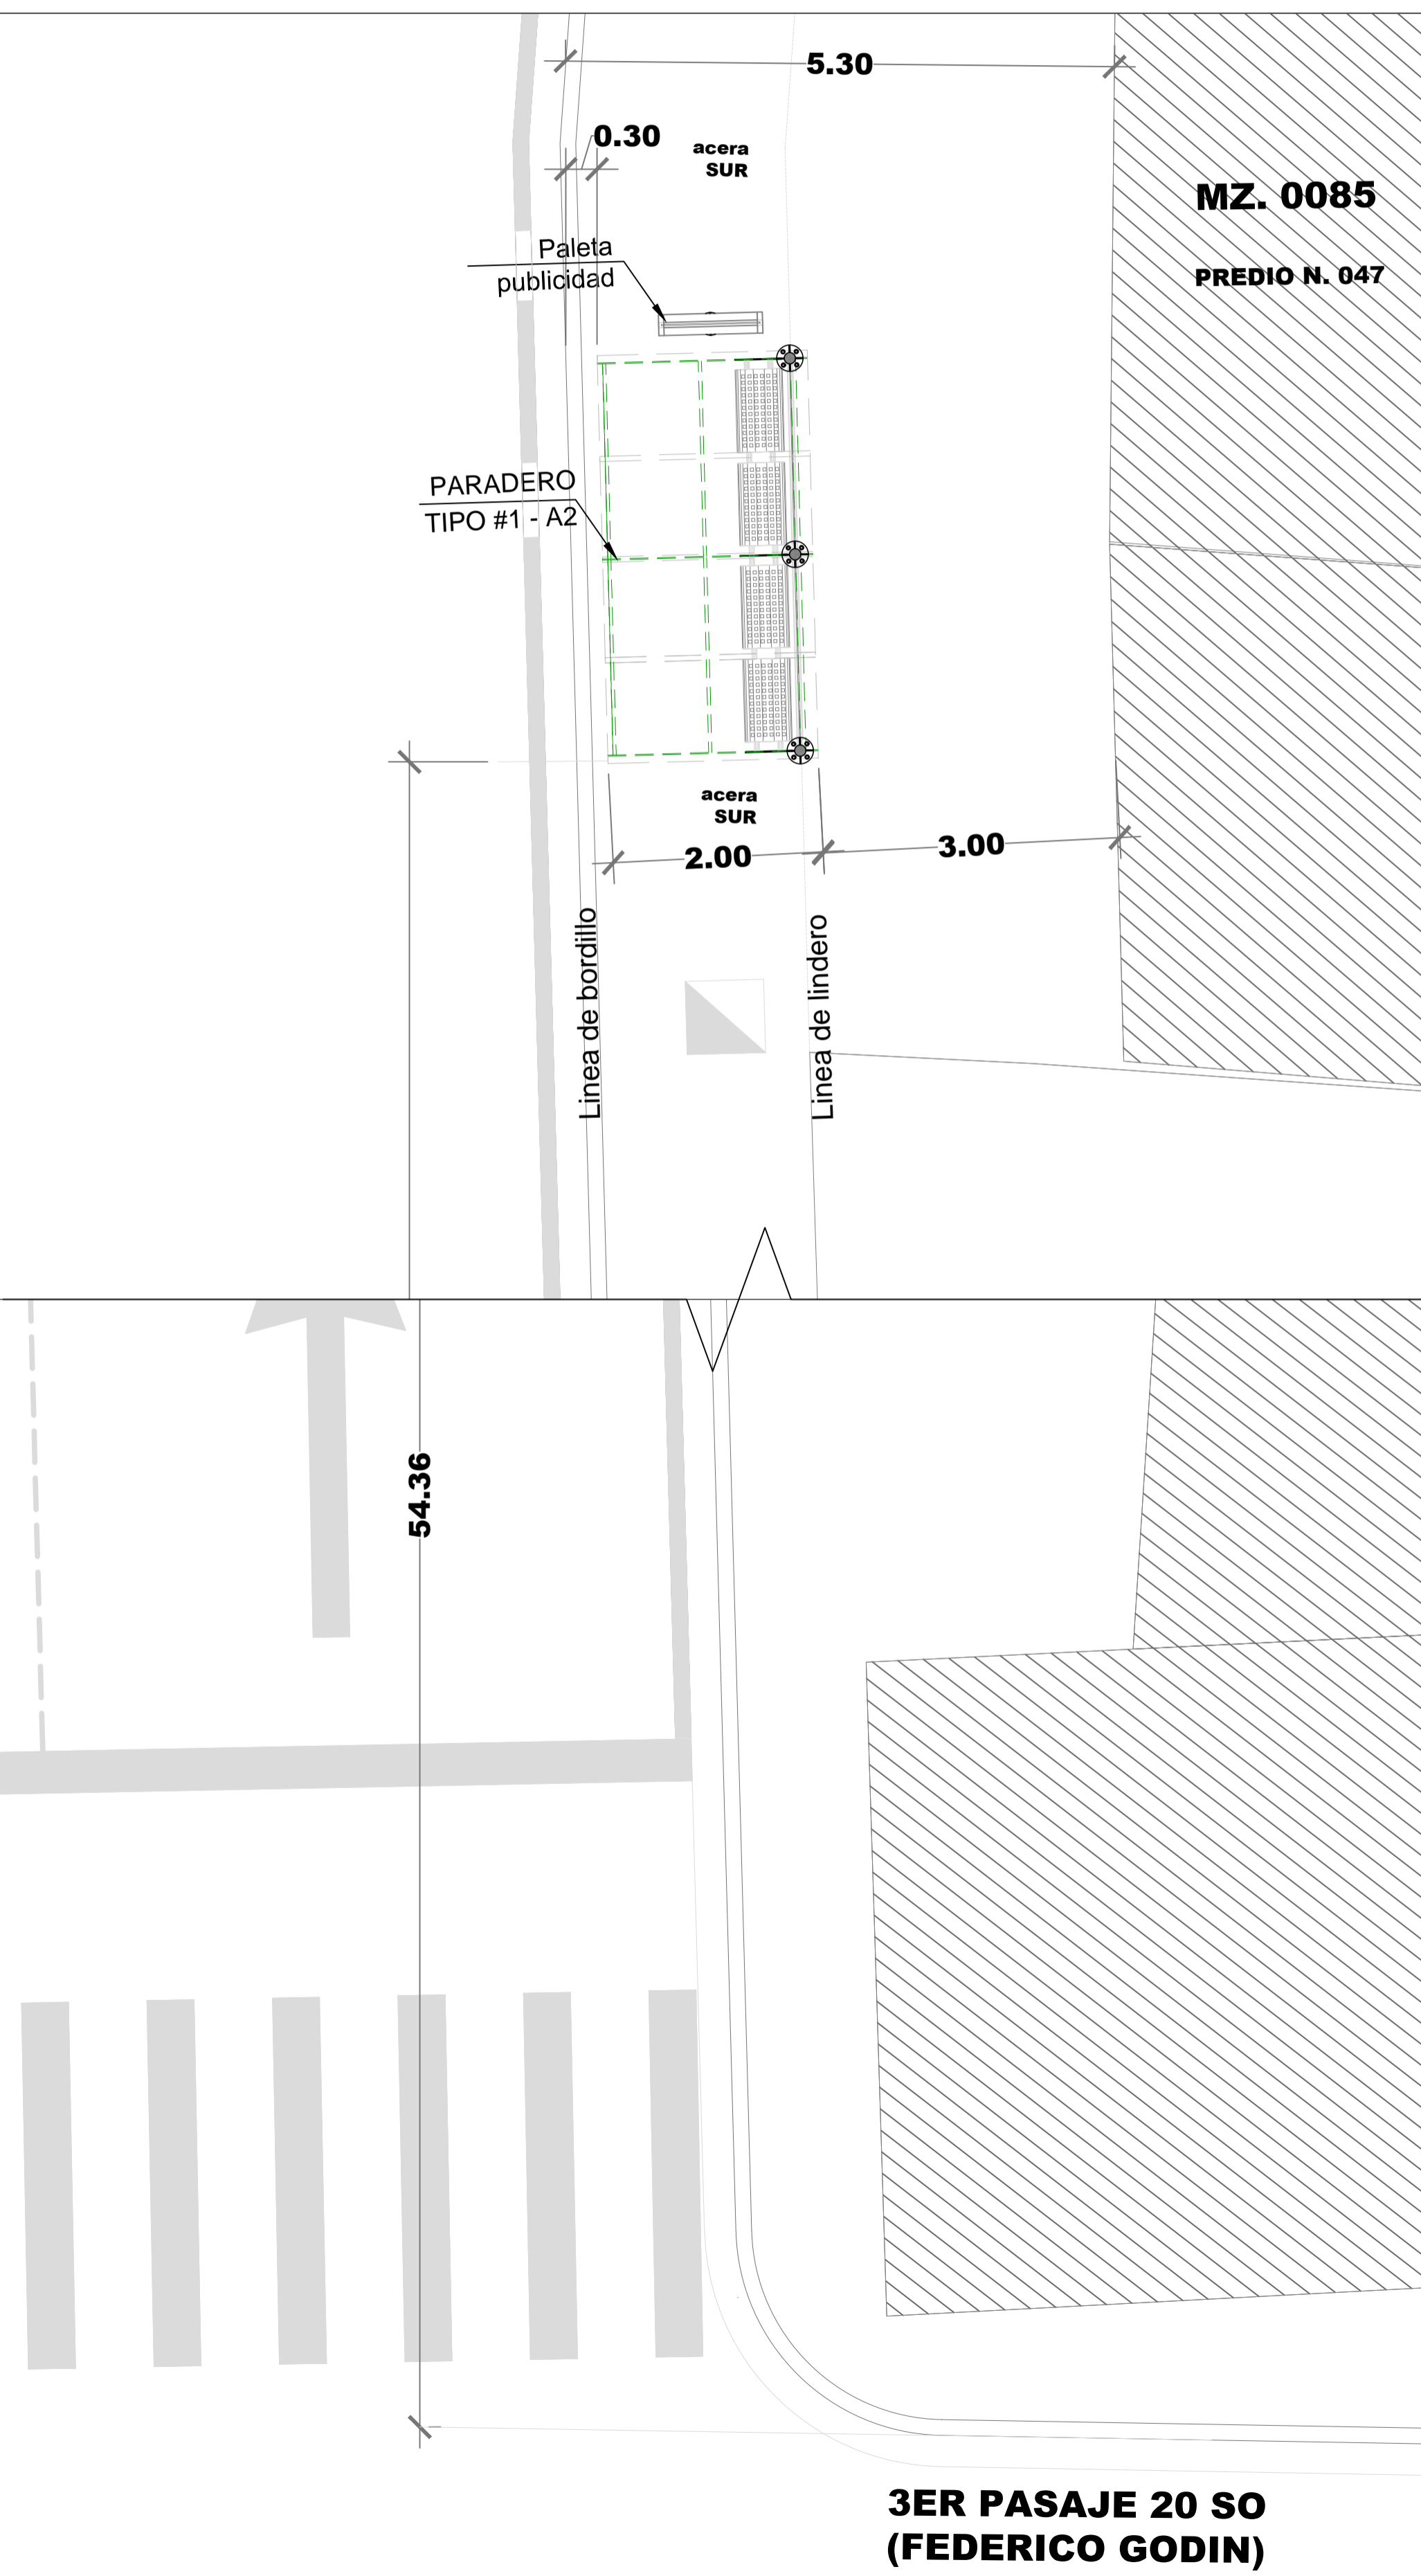 5.30
0.30
acera
SUR
MZ. 0085
PREDIO N. 047
Paleta
publicidad
PARADERO
TIPO #1 - A2
acera
SUR
2.00
3.00
Linea de bordillo
Linea de lindero
54.36
3ER PASAJE 20 SO
(FEDERICO GODIN)